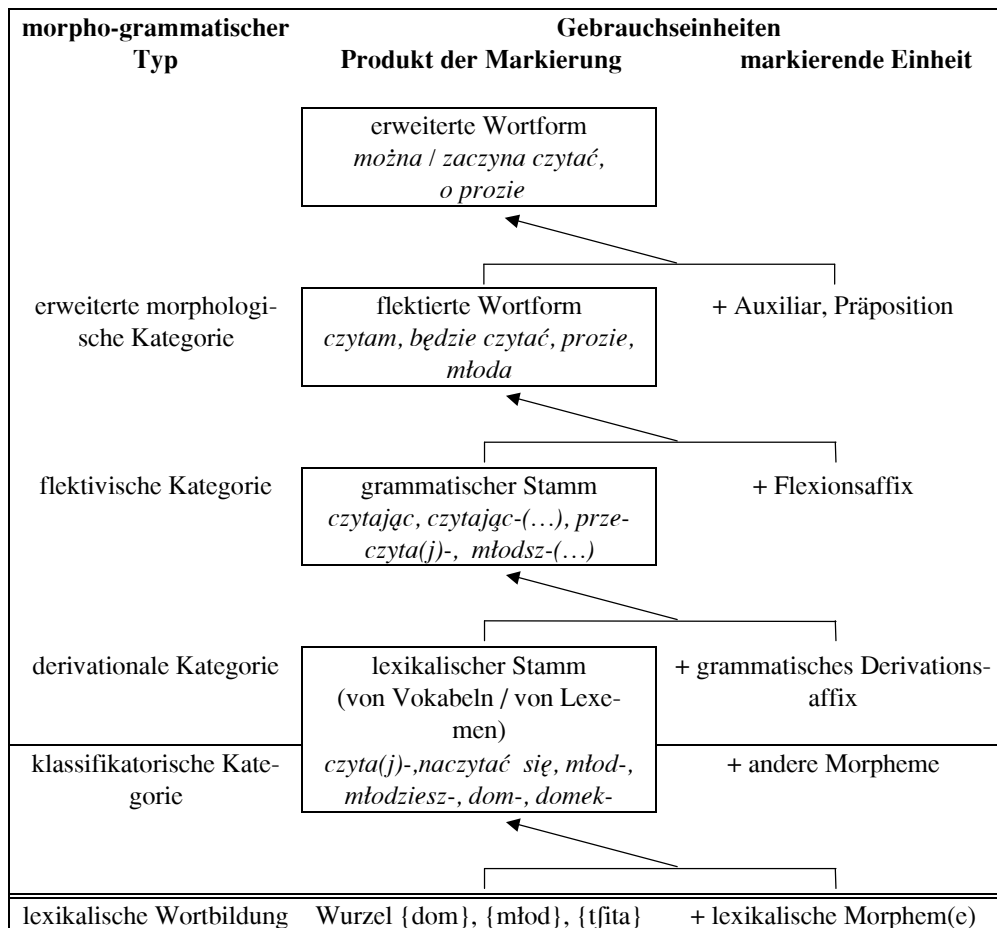 morpho-grammatischer Gebrauchseinheiten
Typ Produkt der Markierung markierende Einheit
erweiterte Wortform
można / zaczyna czytać,
o prozie
erweiterte morphologi- flektierte Wortform + Auxiliar, Präposition
sche Kategorie czytam, będzie czytać, prozie,
młoda
flektivische Kategorie grammatischer Stamm + Flexionsaffix
czytając, czytając-(…), prze-
czyta(j)-, młodsz-(…)
derivationale Kategorie lexikalischer Stamm + grammatisches Derivations-
(von Vokabeln / von Lexe- affix
men)
klassifikatorische Kate- czyta(j)-,naczytać się, młod-, + andere Morpheme
gorie młodziesz-, dom-, domek-
lexikalische Wortbildung Wurzel {dom}, {młod}, {tʃita} + lexikalische Morphem(e)